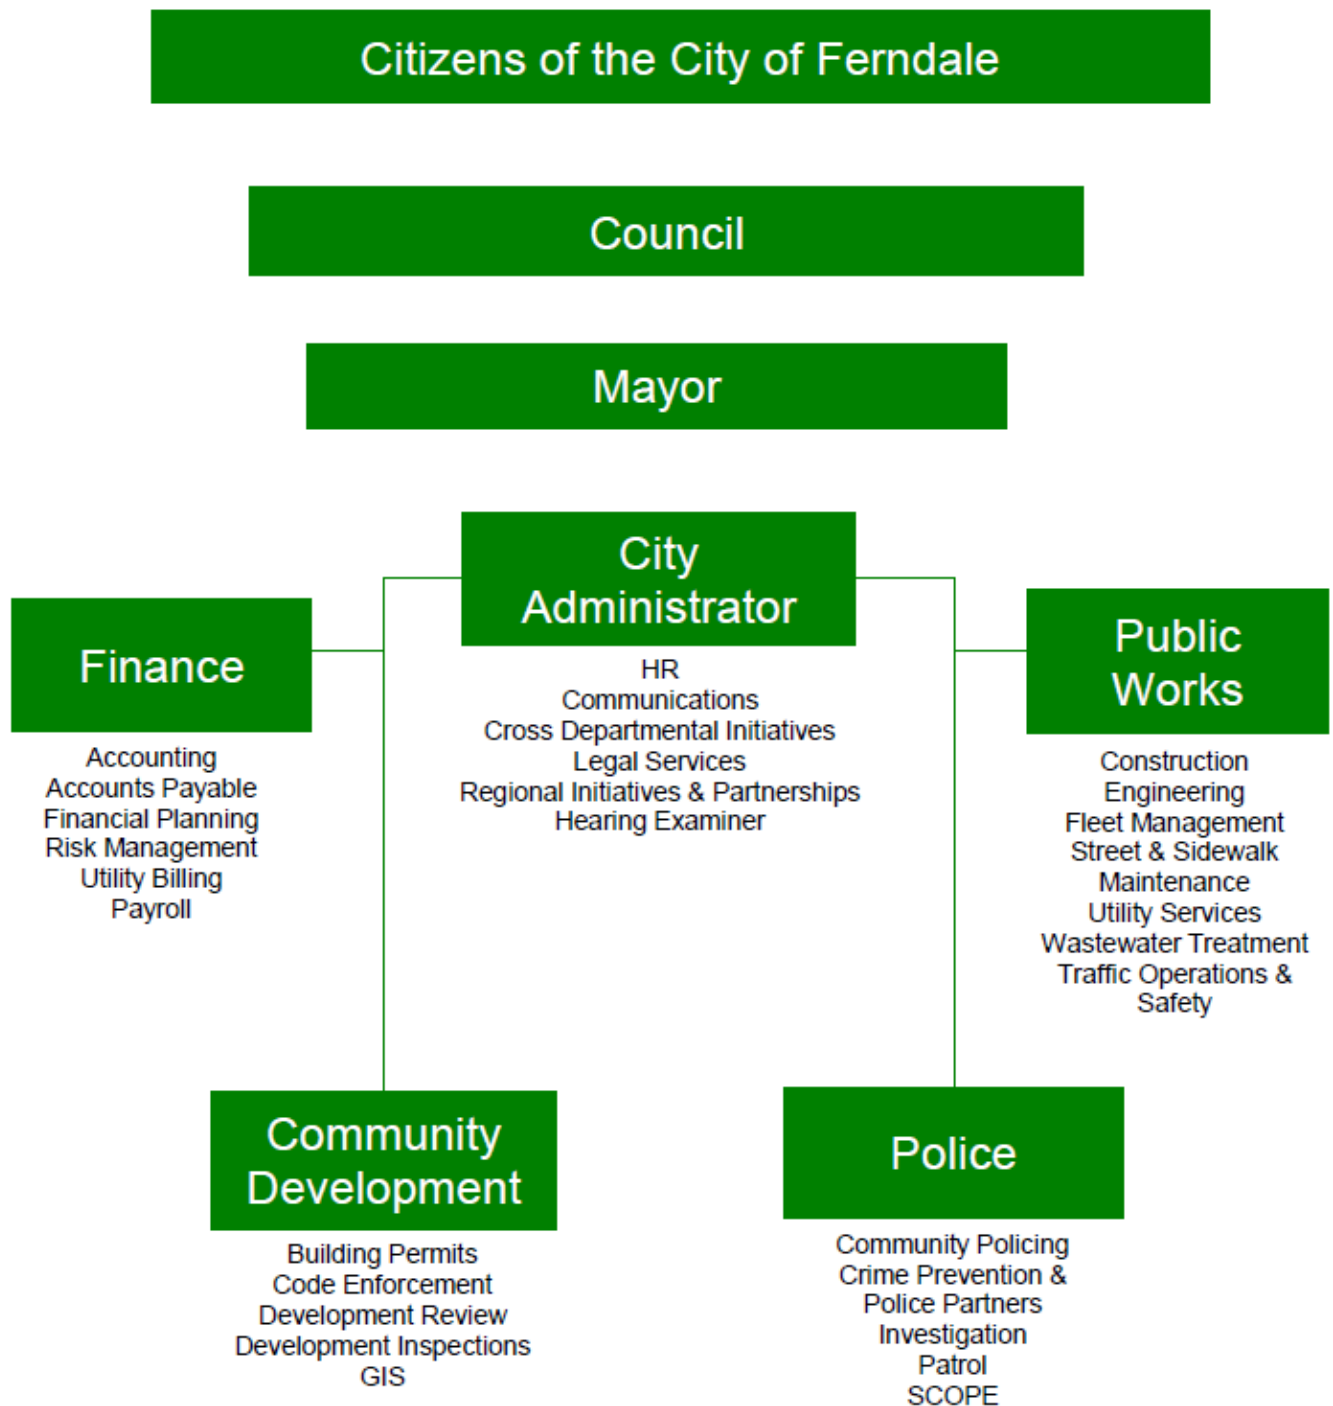 Citizens of the City of Ferndale
Council
Mayor
City
Administrator
HR
Communications
Cross Departmental Initiatives
Legal Services
Regional Initiatives & Partnerships
Hearing Examiner
Finance
Accounting
Accounts Payable
Financial Planning
Risk Management
Utility Billing
Payroll
Public
Works
Construction
Engineering
Fleet Management
Street & Sidewalk
Maintenance
Utility Services
Wastewater Treatment
Traffic Operations &
Safety
Community
Development
Building Permits
Code Enforcement
Development Review
Development Inspections
GIS
Police
Community Policing
Crime Prevention &
Police Partners
Investigation
Patrol
SCOPE